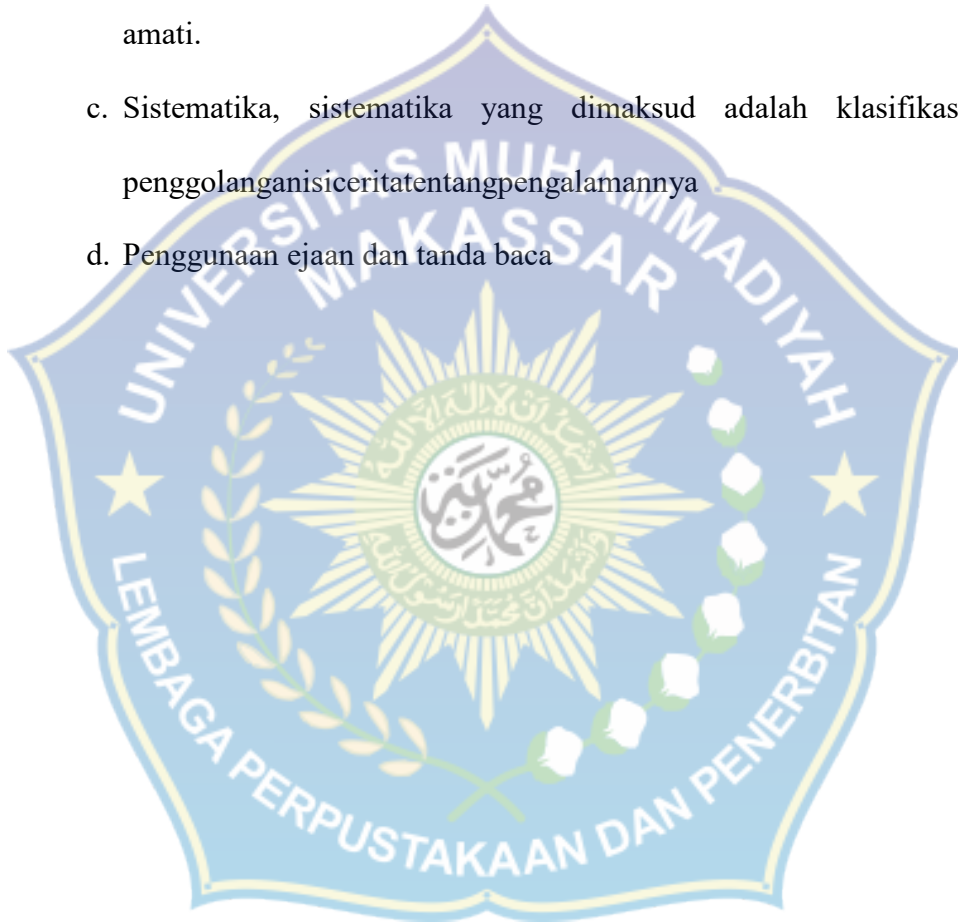 amati.
c. Sistematika, sistematika yang dimaksud adalah klasifikas
penggolanganisiceritatentangpengalamannya
d. Penggunaan ejaan dan tanda baca
UNIVERSITAS MUHAMMADIYAH
MAKASSAR
LEMBAGA PERPUSTAKAAN DAN PENERBITAN